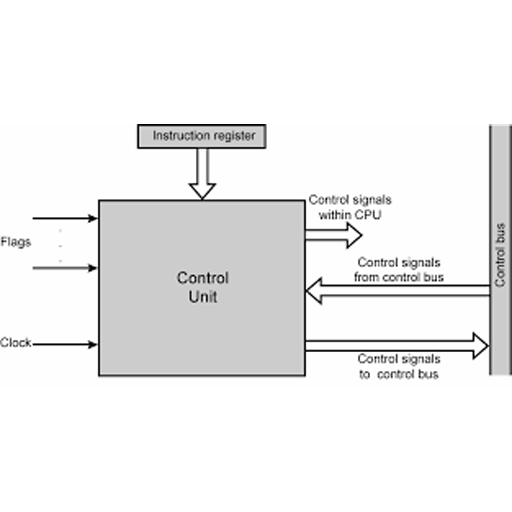 Instruction register
Control signals
within CPU
Flags
Control
Unit
Control signals
from control bus
Control bus
Clock
Control signals
to control bus